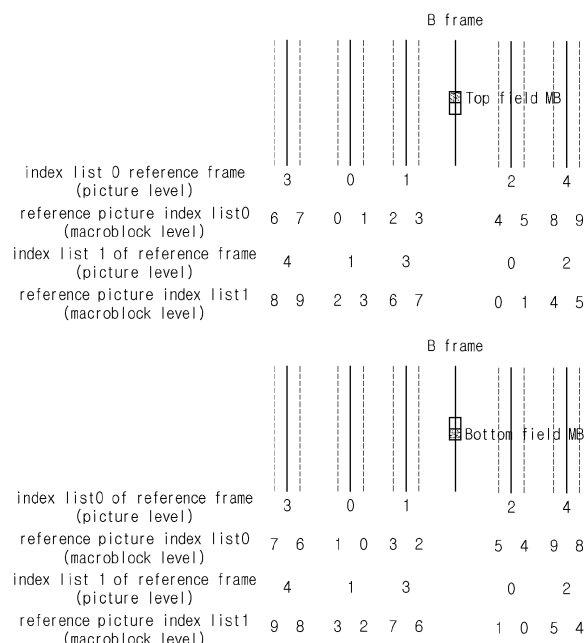 B frame
Top field MB
index list 0 reference frame
(picture level)
3 0 1 2 4
reference picture index list0
(macroblock level)
6 7 0 1 2 3 4 5 8 9
index list 1 of reference frame
(picture level)
4 1 3 0 2
reference picture index list1
(macroblock level)
8 9 2 3 6 7 0 1 4 5
B frame
Bottom field MB
index list0 of reference frame
(picture level)
3 0 1 2 4
reference picture index list0
(macroblock level)
7 6 1 0 3 2 5 4 9 8
index list 1 of reference frame
(picture level)
4 1 3 0 2
reference picture index list1
(macroblock level)
9 8 3 2 7 6 1 0 5 4